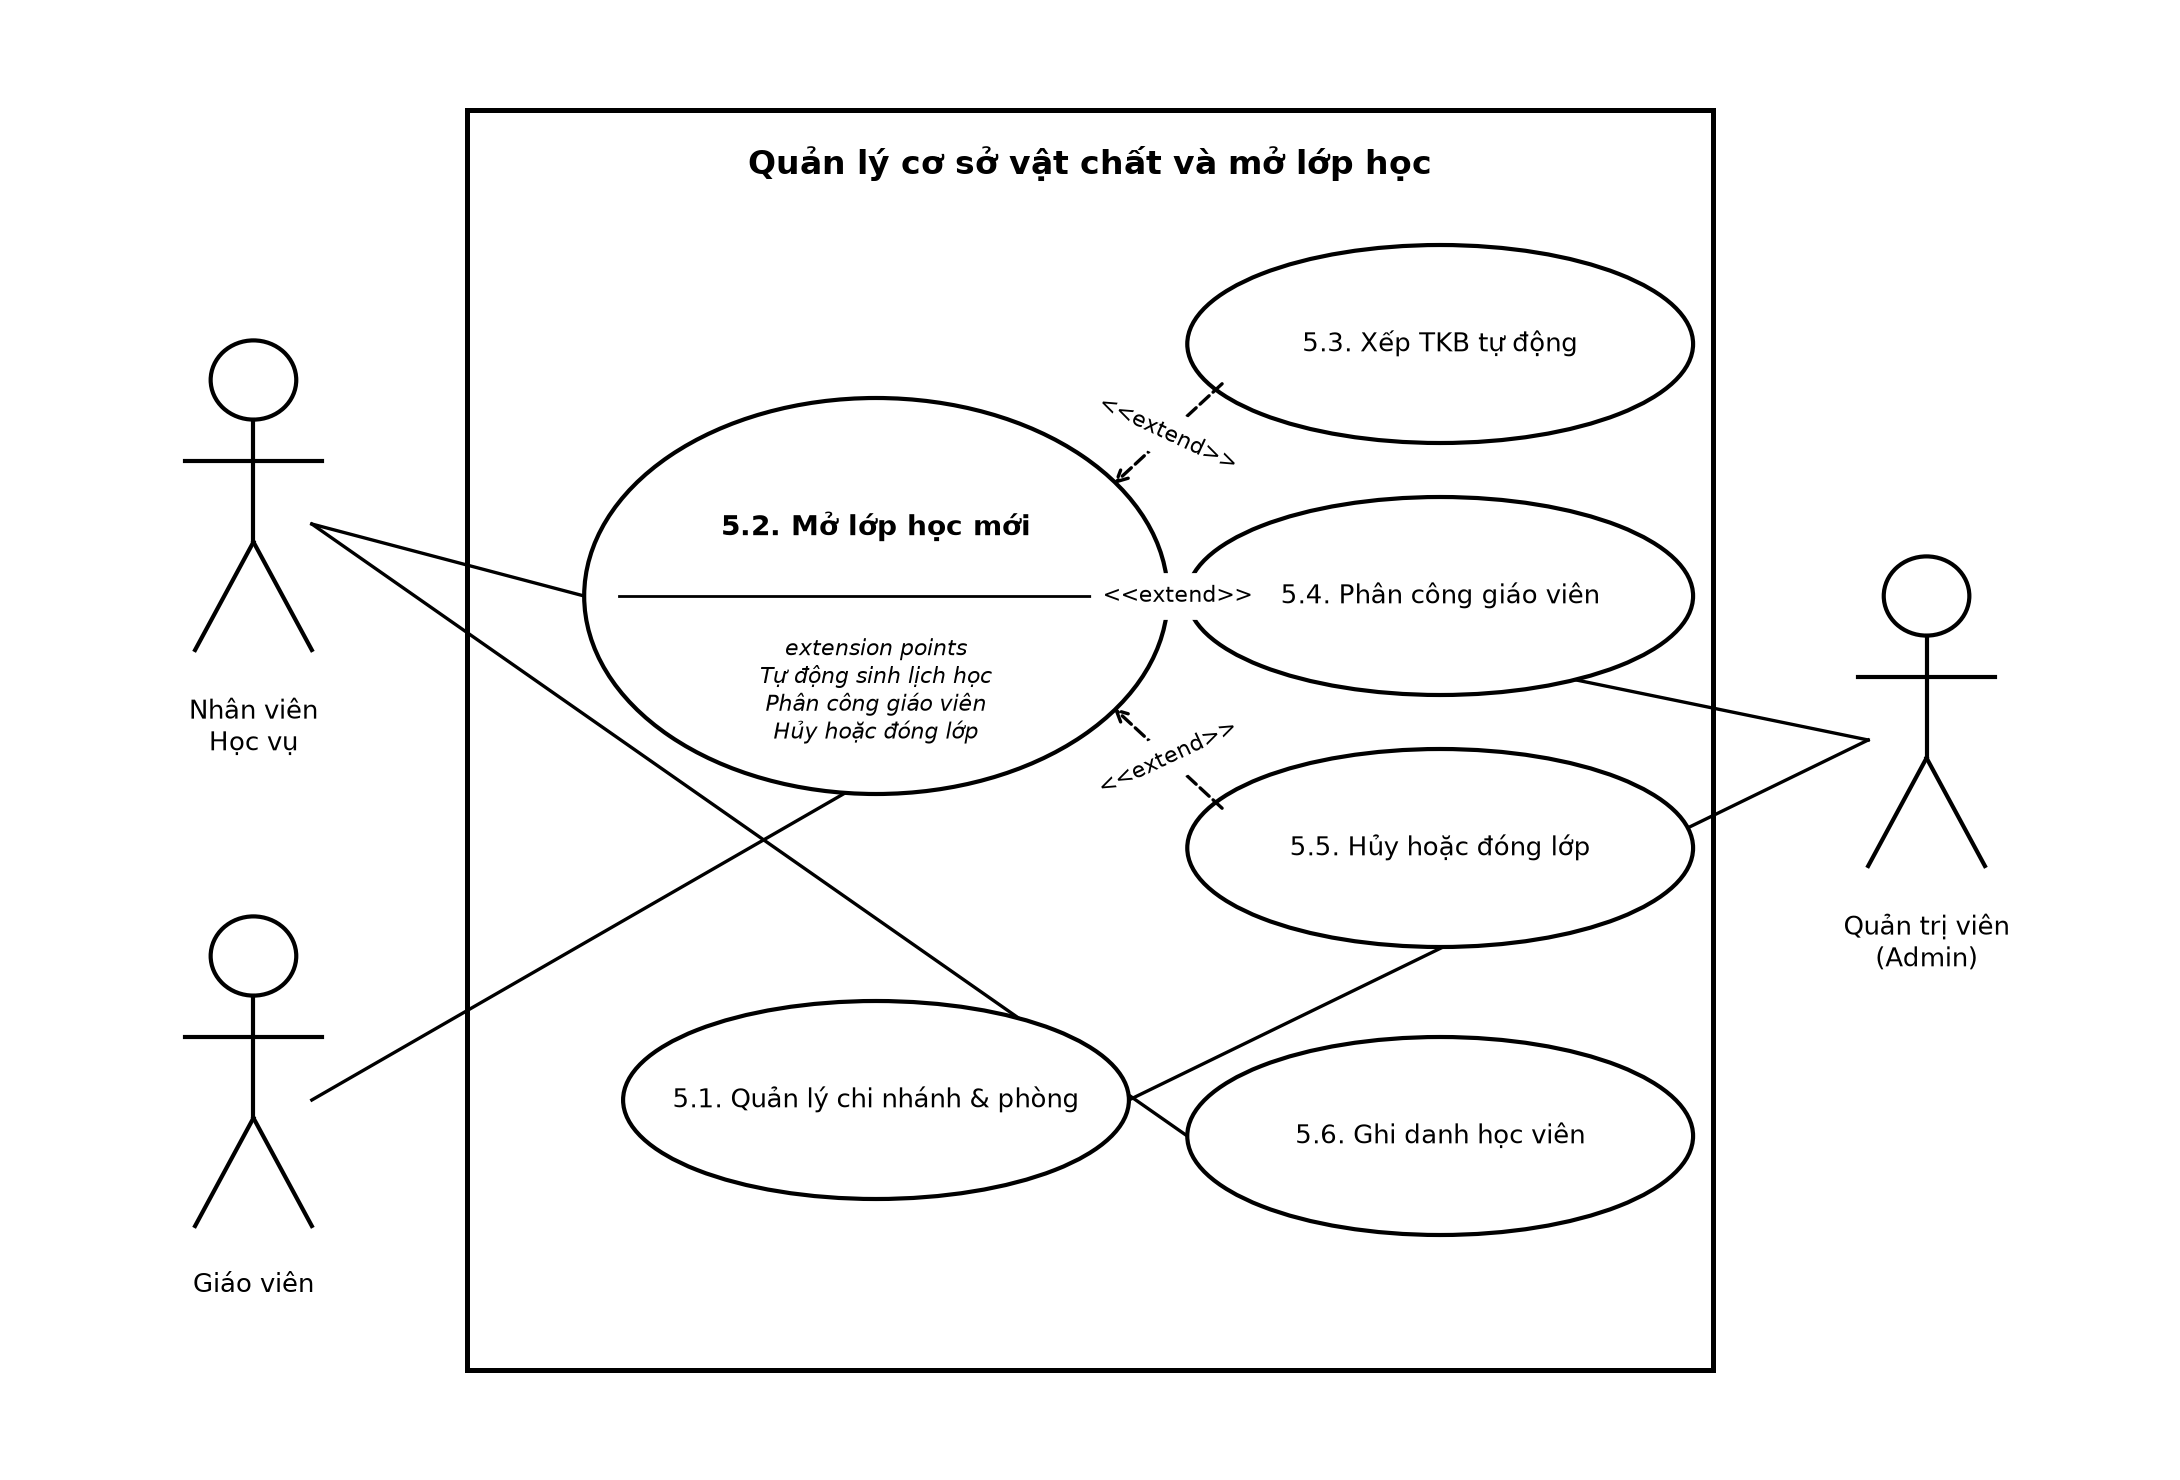 Quản lý cơ sở vật chất và mở lớp học
5.3. Xếp TKB tự động
<<extend>>
5.2. Mở lớp học mới
<<extend>>
5.4. Phân công giáo viên
extension points
Tự động sinh lịch học
Phân công giáo viên
Hủy hoặc đóng lớp
<<extend>>
5.5. Hủy hoặc đóng lớp
Nhân viên
Học vụ
Quản trị viên
(Admin)
5.1. Quản lý chi nhánh & phòng
5.6. Ghi danh học viên
Giáo viên